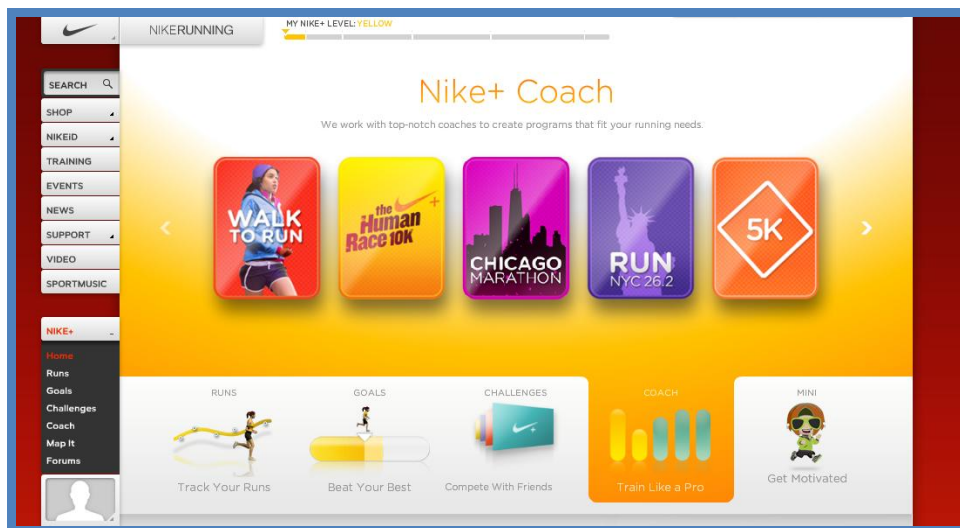 NIKERUNNING
MY NIKE+ LEVEL: YELLOW
SEARCH
SHOP
NIKEiD
TRAINING
EVENTS
NEWS
SUPPORT
VIDEO
SPORTMUSIC
NIKE+
Home
Runs
Goals
Challenges
Coach
Map It
Forums
Nike+ Coach
We work with top-notch coaches to create programs that fit your running needs.
WALK
TO RUN
the
Human
Race 10K
+
CHICAGO
MARATHON
RUN
NYC 26.2
5K
RUNS
Track Your Runs
GOALS
Beat Your Best
CHALLENGES
Compete With Friends
COACH
Train Like a Pro
MINI
Get Motivated